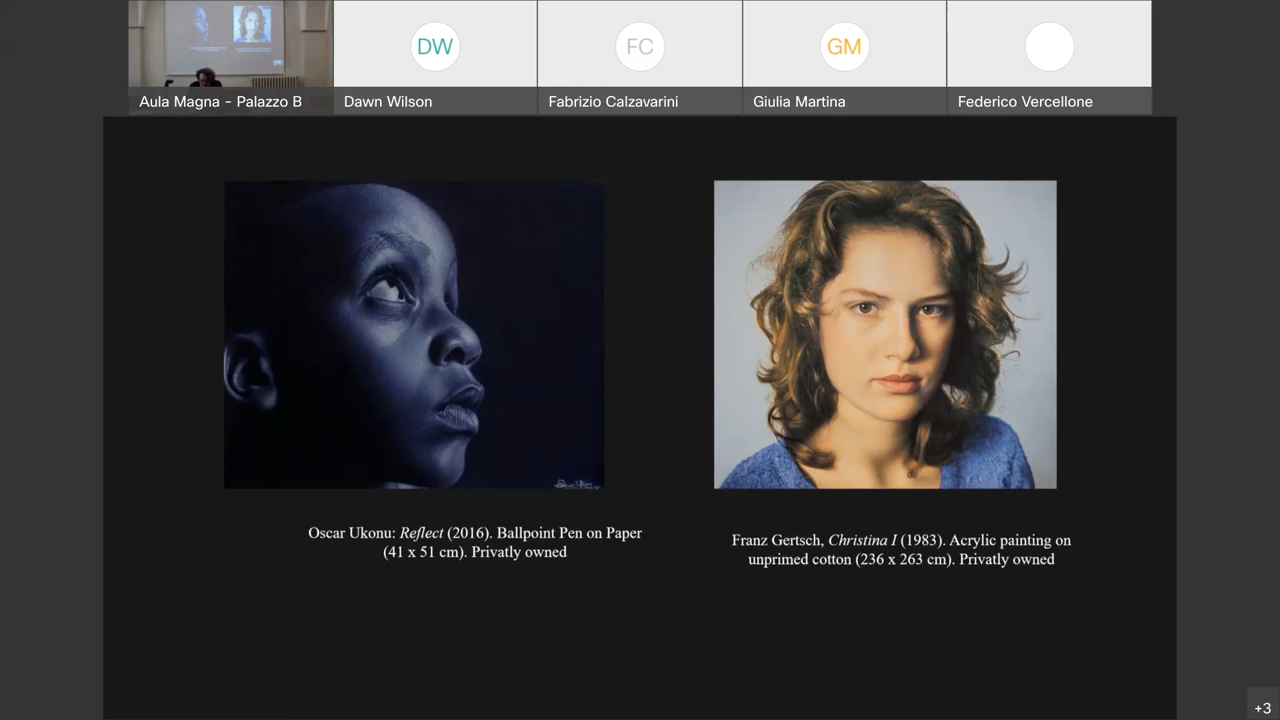 DW
FC
GM
Aula Magna - Palazzo B
Dawn Wilson
Fabrizio Calzavarini
Giulia Martina
Federico Vercellone
Oscar Ukonu: Reflect (2016). Ballpoint Pen on Paper
(41 x 51 cm). Privatly owned
Franz Gertsch, Christina I (1983). Acrylic painting on
unprimed cotton (236 x 263 cm). Privatly owned
+3